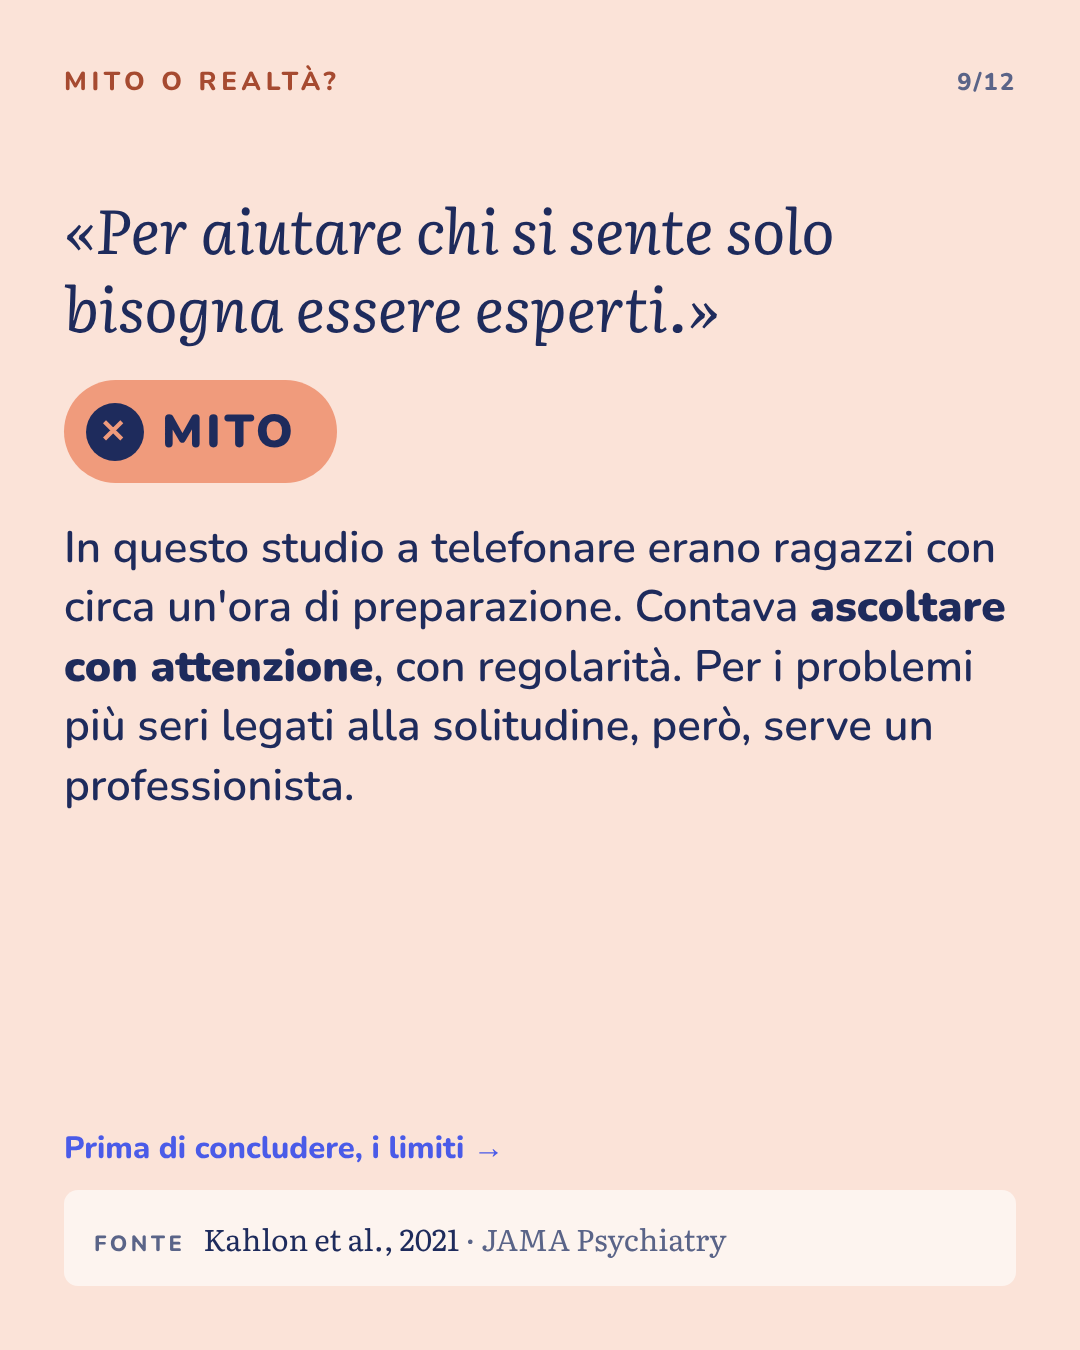 MITO O REALTÀ?
9/12
«Per aiutare chi si sente solo
bisogna essere esperti.»
× MITO
In questo studio a telefonare erano ragazzi con
circa un'ora di preparazione. Contava ascoltare
con attenzione, con regolarità. Per i problemi
più seri legati alla solitudine, però, serve un
professionista.
Prima di concludere, i limiti →
FONTE Kahlon et al., 2021 · JAMA Psychiatry